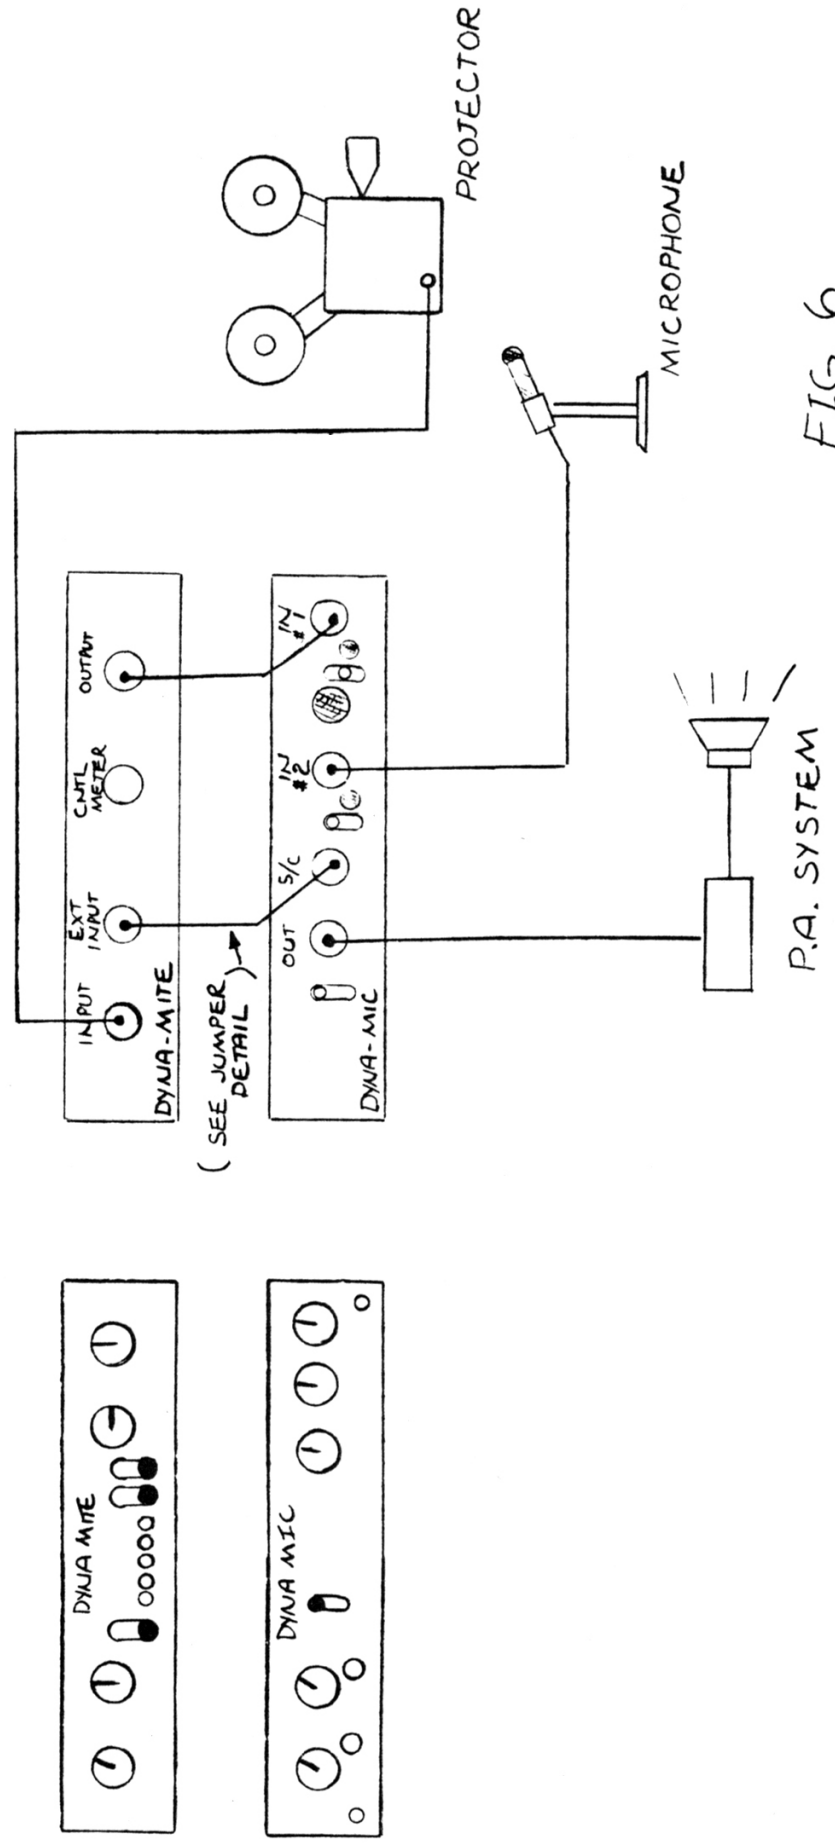 DYNA MITE
DYNA MIC
INPUT
EXT
INPUT
CNTL
METER
OUTPUT
DYNA-MITE
( SEE JUMPER
DETAIL )
OUT
S/C
IN
#2
IN
#1
DYNA-MIC
PROJECTOR
MICROPHONE
P.A. SYSTEM
FIG 6